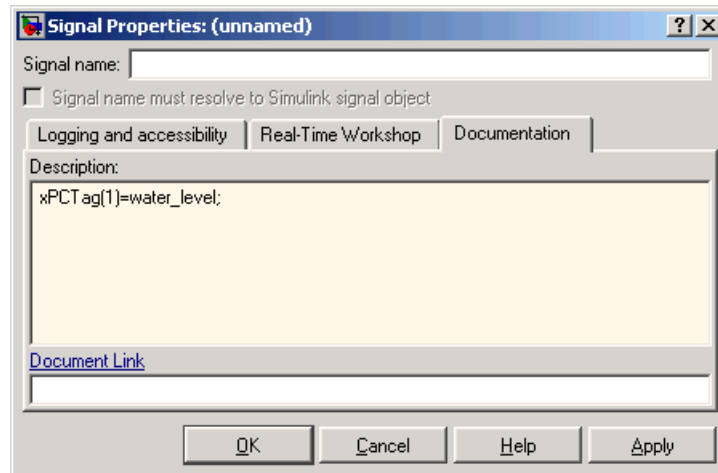 Signal Properties: (unnamed)
Signal name:
Signal name must resolve to Simulink signal object
Logging and accessibility Real-Time Workshop Documentation
Description:
xPCTag(1)=water_level;
Document Link
OK Cancel Help Apply